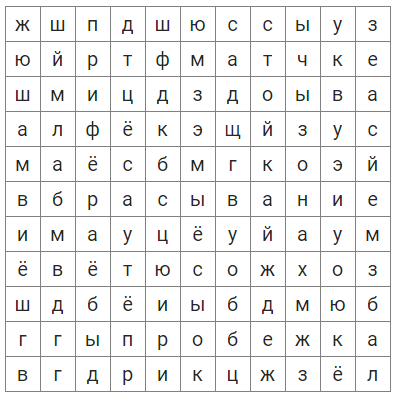 ж ш п д ш ю с с ы у з
ю й р т ф м а т ч к е
ш м и ц д з д о ы в а
а л ф ё к э щ й з у с
м а ё с б м г к о э й
в б р а с ы в а н и е
и м а у ц ё у й а у м
ё в ё т ю с о ж х о з
ш д б ё и ы б д м ю б
г г ы п р о б е ж к а
в г д р и к ц ж з ё л